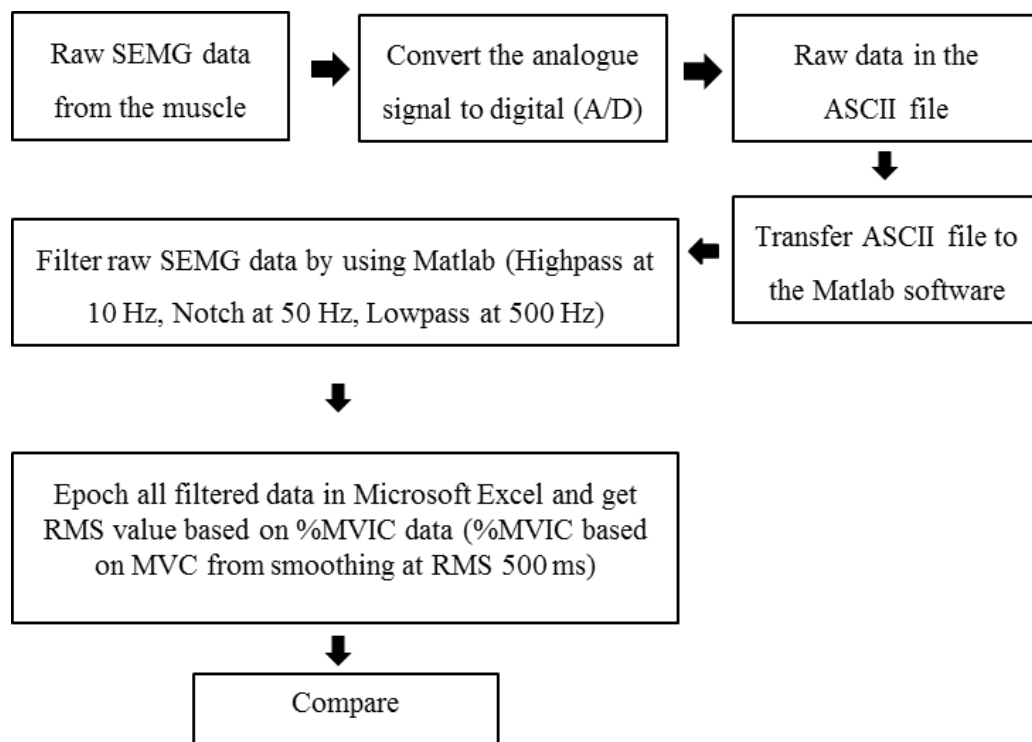 Raw SEMG data
from the muscle
Convert the analogue
signal to digital (A/D)
Raw data in the
ASCII file
Transfer ASCII file to
the Matlab software
Filter raw SEMG data by using Matlab (Highpass at
10 Hz, Notch at 50 Hz, Lowpass at 500 Hz)
Epoch all filtered data in Microsoft Excel and get
RMS value based on %MVIC data (%MVIC based
on MVC from smoothing at RMS 500 ms)
Compare